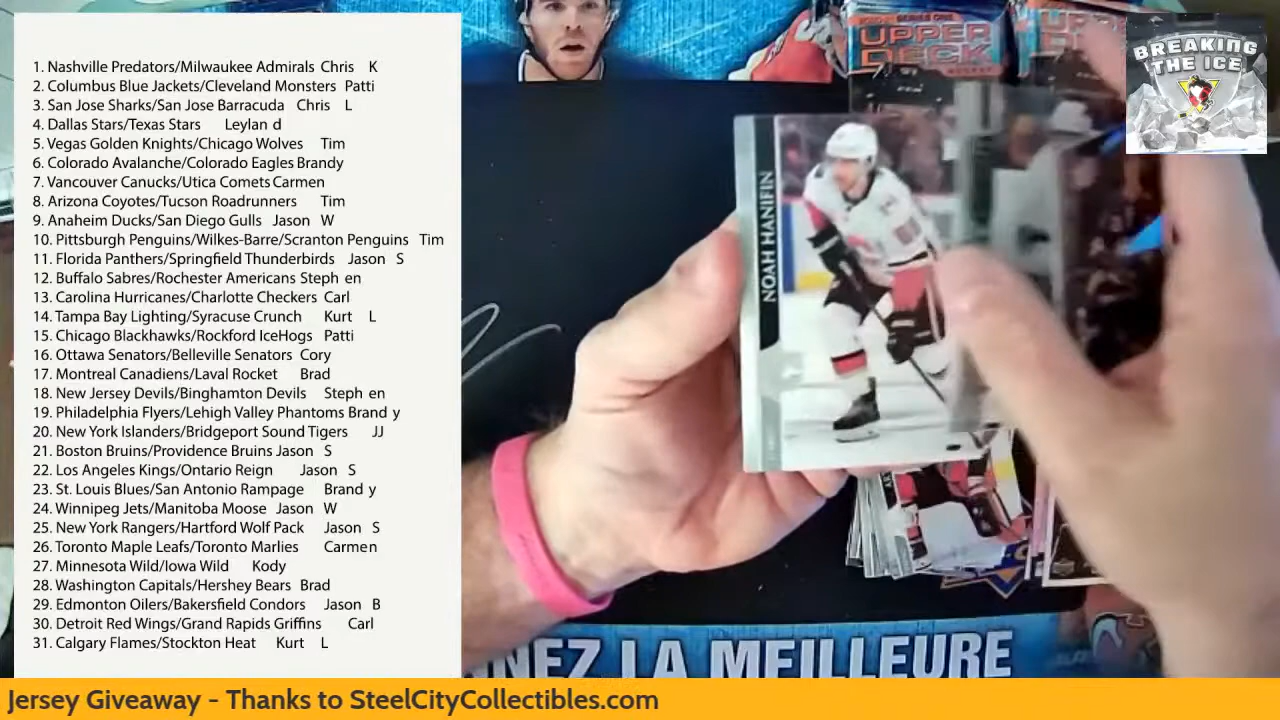 1. Nashville Predators/Milwaukee Admirals Chris K
2. Columbus Blue Jackets/Cleveland Monsters Patti
3. San Jose Sharks/San Jose Barracuda Chris L
4. Dallas Stars/Texas Stars Leylan d
5. Vegas Golden Knights/Chicago Wolves Tim
6. Colorado Avalanche/Colorado Eagles Brandy
7. Vancouver Canucks/Utica Comets Carmen
8. Arizona Coyotes/Tucson Roadrunners Tim
9. Anaheim Ducks/San Diego Gulls Jason W
10. Pittsburgh Penguins/Wilkes-Barre/Scranton Penguins Tim
11. Florida Panthers/Springfield Thunderbirds Jason S
12. Buffalo Sabres/Rochester Americans Steph en
13. Carolina Hurricanes/Charlotte Checkers Carl
14. Tampa Bay Lighting/Syracuse Crunch Kurt L
15. Chicago Blackhawks/Rockford IceHogs Patti
16. Ottawa Senators/Belleville Senators Cory
17. Montreal Canadiens/Laval Rocket Brad
18. New Jersey Devils/Binghamton Devils Steph en
19. Philadelphia Flyers/Lehigh Valley Phantoms Brand y
20. New York Islanders/Bridgeport Sound Tigers JJ
21. Boston Bruins/Providence Bruins Jason S
22. Los Angeles Kings/Ontario Reign Jason S
23. St. Louis Blues/San Antonio Rampage Brand y
24. Winnipeg Jets/Manitoba Moose Jason W
25. New York Rangers/Hartford Wolf Pack Jason S
26. Toronto Maple Leafs/Toronto Marlies Carmen
27. Minnesota Wild/Iowa Wild Kody
28. Washington Capitals/Hershey Bears Brad
29. Edmonton Oilers/Bakersfield Condors Jason B
30. Detroit Red Wings/Grand Rapids Griffins Carl
31. Calgary Flames/Stockton Heat Kurt L
SERIES ONE
UPPER
DECK
BREAKING
THE ICE
NOAH HANIFIN
LA MEILLEURE
Jersey Giveaway - Thanks to SteelCityCollectibles.com